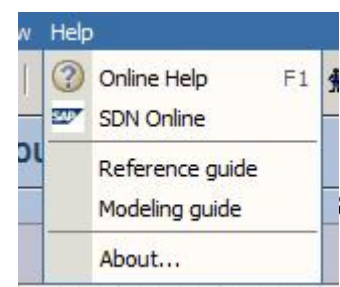 w Help
Online Help F1
SAP SDN Online
Reference guide
Modeling guide
About...